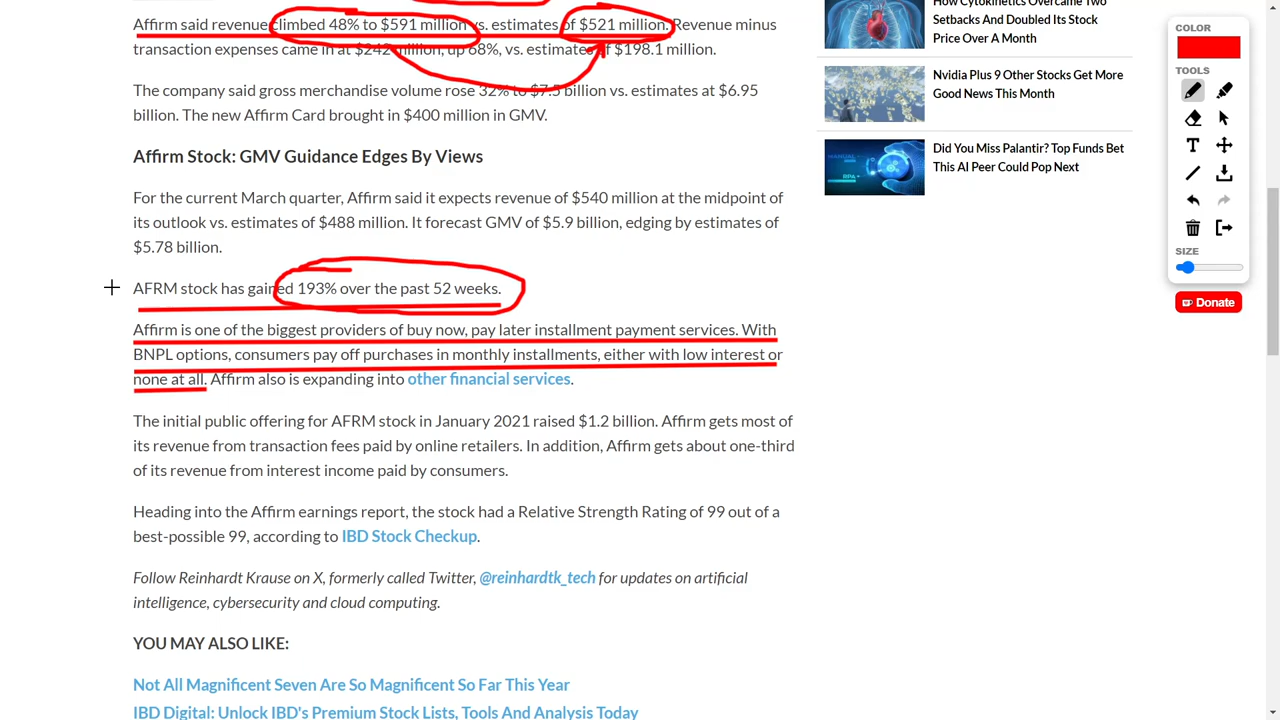 Affirm said revenue climbed 48% to $591 million vs. estimates of $521 million. Revenue minus
transaction expenses came in at $242 million, up 68%, vs. estimates of $198.1 million.
The company said gross merchandise volume rose 32% to $7.5 billion vs. estimates at $6.95
billion. The new Affirm Card brought in $400 million in GMV.
Affirm Stock: GMV Guidance Edges By Views
For the current March quarter, Affirm said it expects revenue of $540 million at the midpoint of
its outlook vs. estimates of $488 million. It forecast GMV of $5.9 billion, edging by estimates of
$5.78 billion.
AFRM stock has gained 193% over the past 52 weeks.
Affirm is one of the biggest providers of buy now, pay later installment payment services. With
BNPL options, consumers pay off purchases in monthly installments, either with low interest or
none at all. Affirm also is expanding into other financial services.
The initial public offering for AFRM stock in January 2021 raised $1.2 billion. Affirm gets most of
its revenue from transaction fees paid by online retailers. In addition, Affirm gets about one-third
of its revenue from interest income paid by consumers.
Heading into the Affirm earnings report, the stock had a Relative Strength Rating of 99 out of a
best-possible 99, according to IBD Stock Checkup.
Follow Reinhardt Krause on X, formerly called Twitter, @reinhardtk_tech for updates on artificial
intelligence, cybersecurity and cloud computing.
YOU MAY ALSO LIKE:
Not All Magnificent Seven Are So Magnificent So Far This Year
IBD Digital: Unlock IBD's Premium Stock Lists, Tools And Analysis Today
How Cytokinetics Overcame Two
Setbacks And Doubled Its Stock
Price Over A Month
Nvidia Plus 9 Other Stocks Get More
Good News This Month
MANUAL
RPA
Did You Miss Palantir? Top Funds Bet
This AI Peer Could Pop Next
COLOR
TOOLS
T
SIZE
Donate